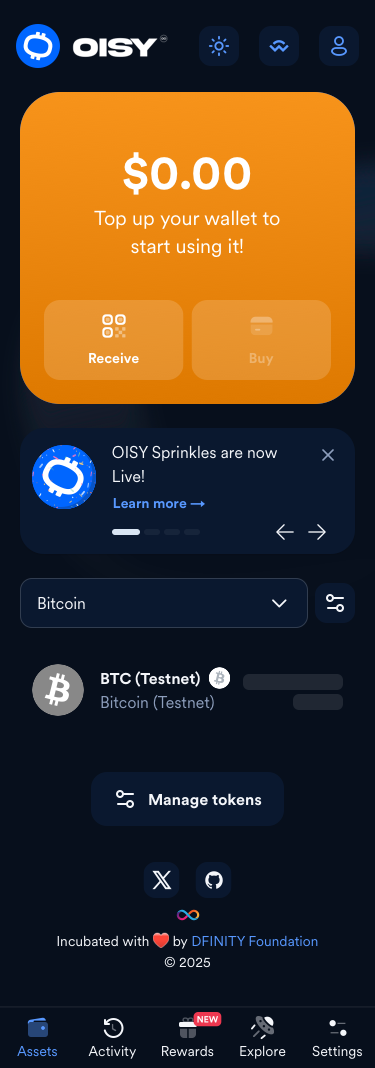 OISY
$0.00
Top up your wallet to
start using it!
Receive
Buy
OISY Sprinkles are now
Live!
Learn more →
Bitcoin
BTC (Testnet)
Bitcoin (Testnet)
Manage tokens
Incubated with ❤️ by DFINITY Foundation
© 2025
NEW
Assets
Activity
Rewards
Explore
Settings